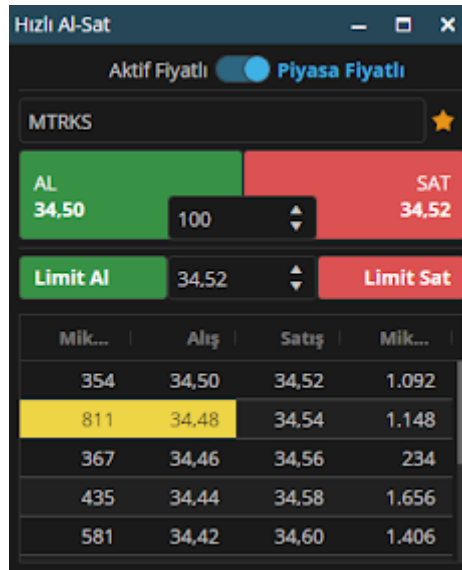 Hızlı Al-Sat
Aktif Fiyatlı Piyasa Fiyatlı
MTRKS
AL SAT
34,50 100 34,52
Limit Al 34,52 Limit Sat
Mik... Alış Satış Mik...
354 34,50 34,52 1.092
811 34,48 34,54 1.148
367 34,46 34,56 234
435 34,44 34,58 1.656
581 34,42 34,60 1.406